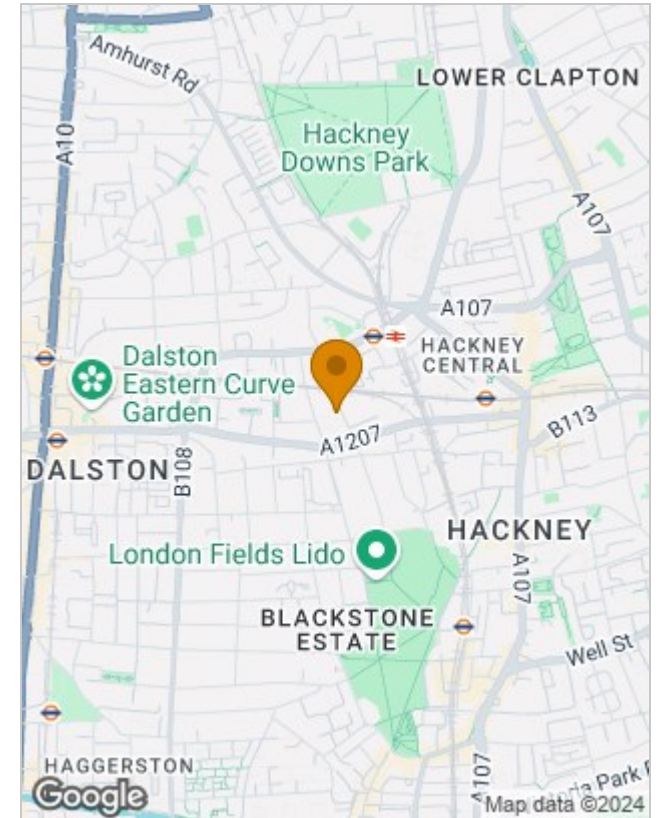 Amhurst Rd
LOWER CLAPTON
A10
Hackney
Downs Park
A107
A107
HACKNEY
CENTRAL
Dalston
Eastern Curve
Garden
B113
A1207
DALSTON
B108
HACKNEY
London Fields Lido
A107
BLACKSTONE
ESTATE
Well St
HAGGERSTON
A107
Park
Google
Map data ©2024